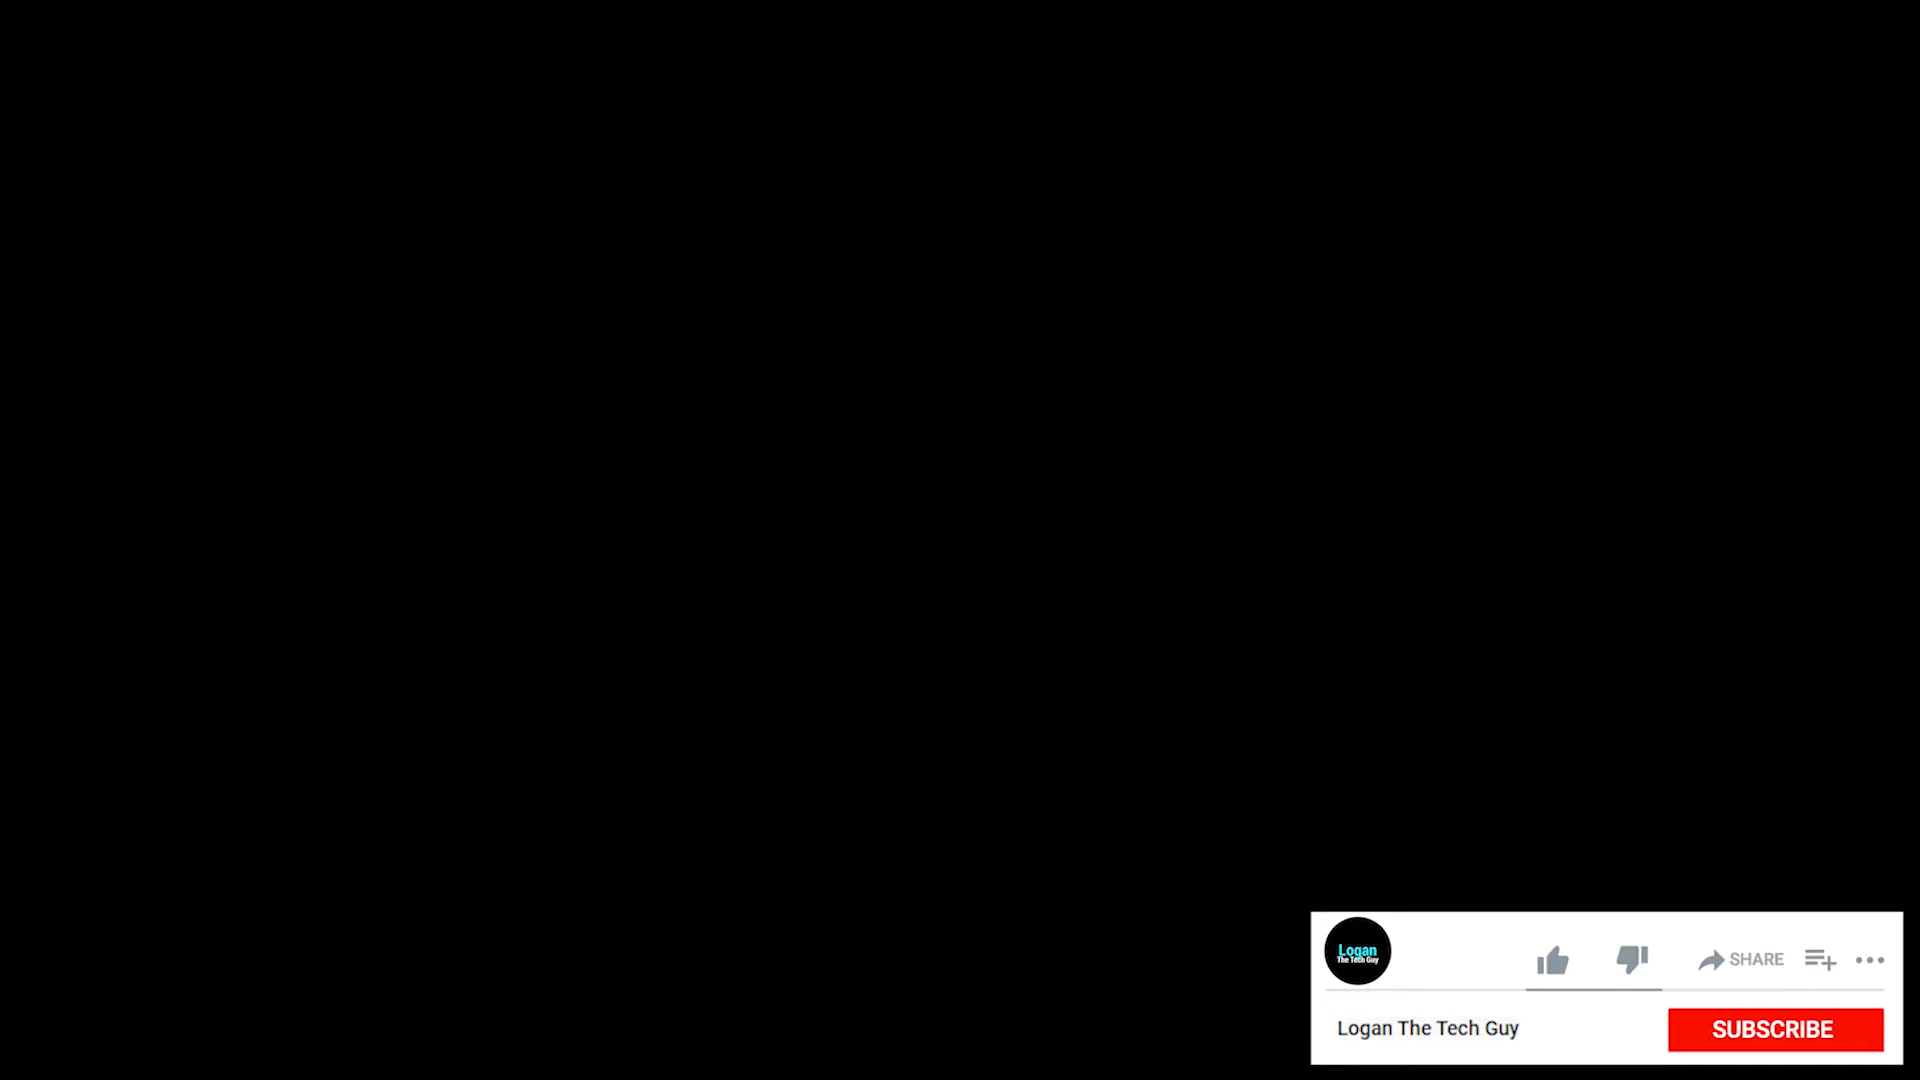 Logan
The Tech Guy
SHARE
Logan The Tech Guy
SUBSCRIBE